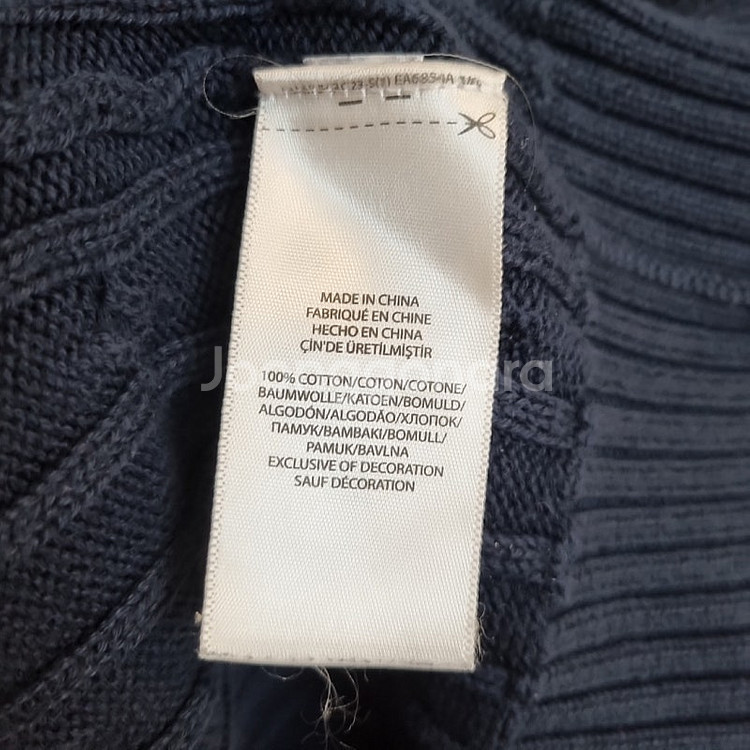 MADE IN CHINA
FABRIQUÉ EN CHINE
HECHO EN CHINA
ÇİN'DE ÜRETİLMİŞTİR
100% COTTON/COTON/COTONE/
BAUMWOLLE/KATOEN/BOMULD/
ALGODÓN/ALGODÃO/ХЛОПОК/
ПАМУК/BAMBAKI/BOMULL/
PAMUK/BAVLNA
EXCLUSIVE OF DECORATION
SAUF DÉCORATION